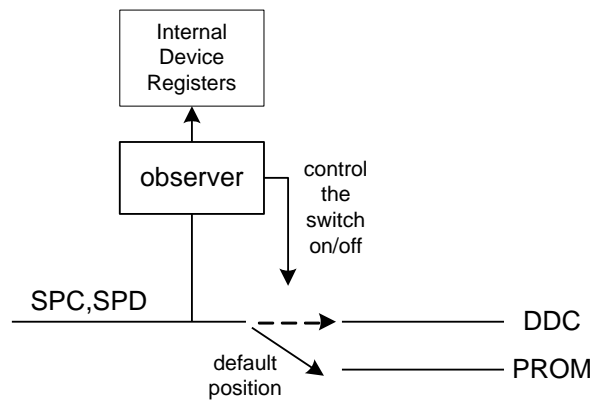 Internal
Device
Registers
observer
control
the
switch
on/off
SPC,SPD
DDC
default
position
PROM